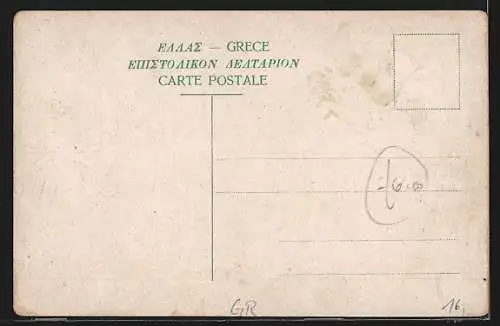 ΕΛΛΑΣ – GRECE
ΕΠΙΣΤΟΛΙΚΟΝ ΔΕΛΤΑΡΙΟΝ
CARTE POSTALE
GR
16,